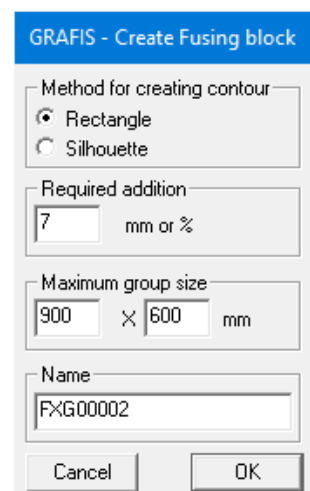 GRAFIS - Create Fusing block
Method for creating contour
Rectangle
Silhouette
Required addition
7 mm or %
Maximum group size
900 X 600 mm
Name
FXG00002
Cancel OK